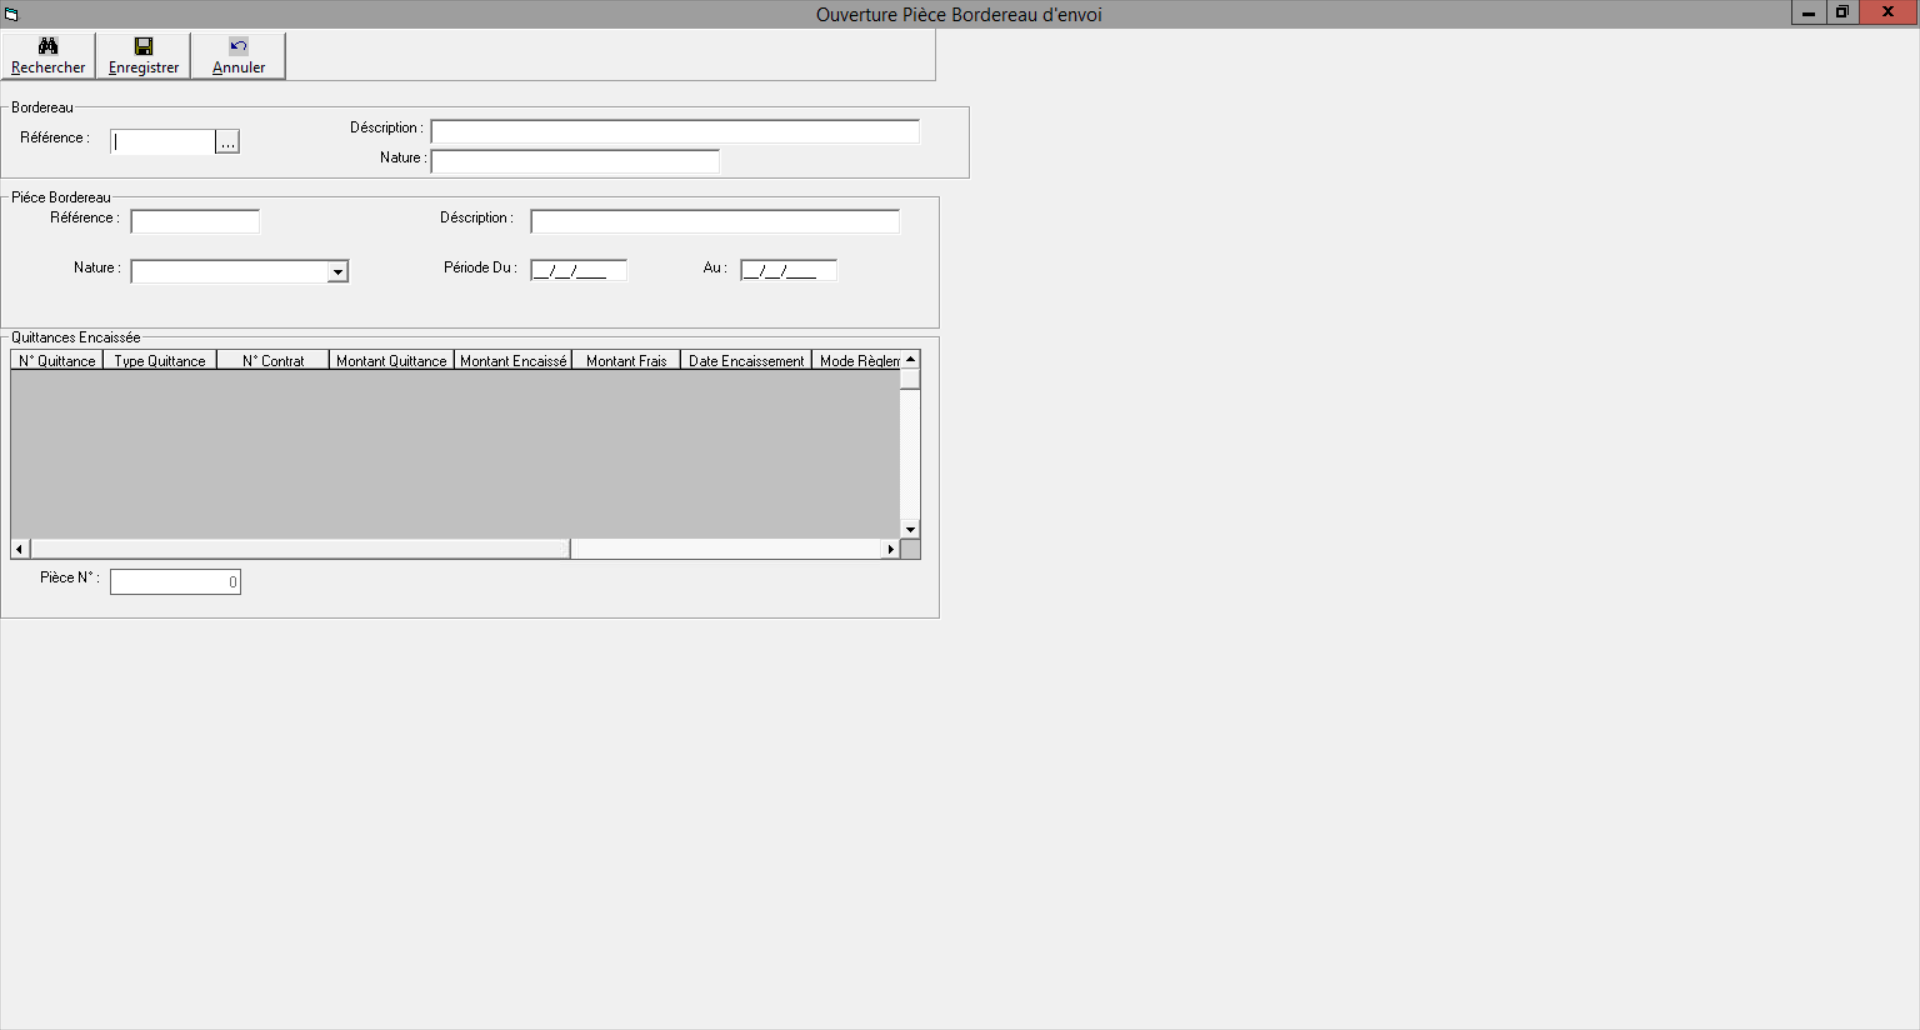 Ouverture Pièce Bordereau d'envoi
Rechercher Enregistrer Annuler
Bordereau
Référence : ... Déscription :
Nature :
Piéce Bordereau
Référence : Déscription :
Nature : Période Du : __/__/____ Au : __/__/____
Quittances Encaissée
N° Quittance Type Quittance N° Contrat Montant Quittance Montant Encaissé Montant Frais Date Encaissement Mode Règlem
Pièce N° : 0